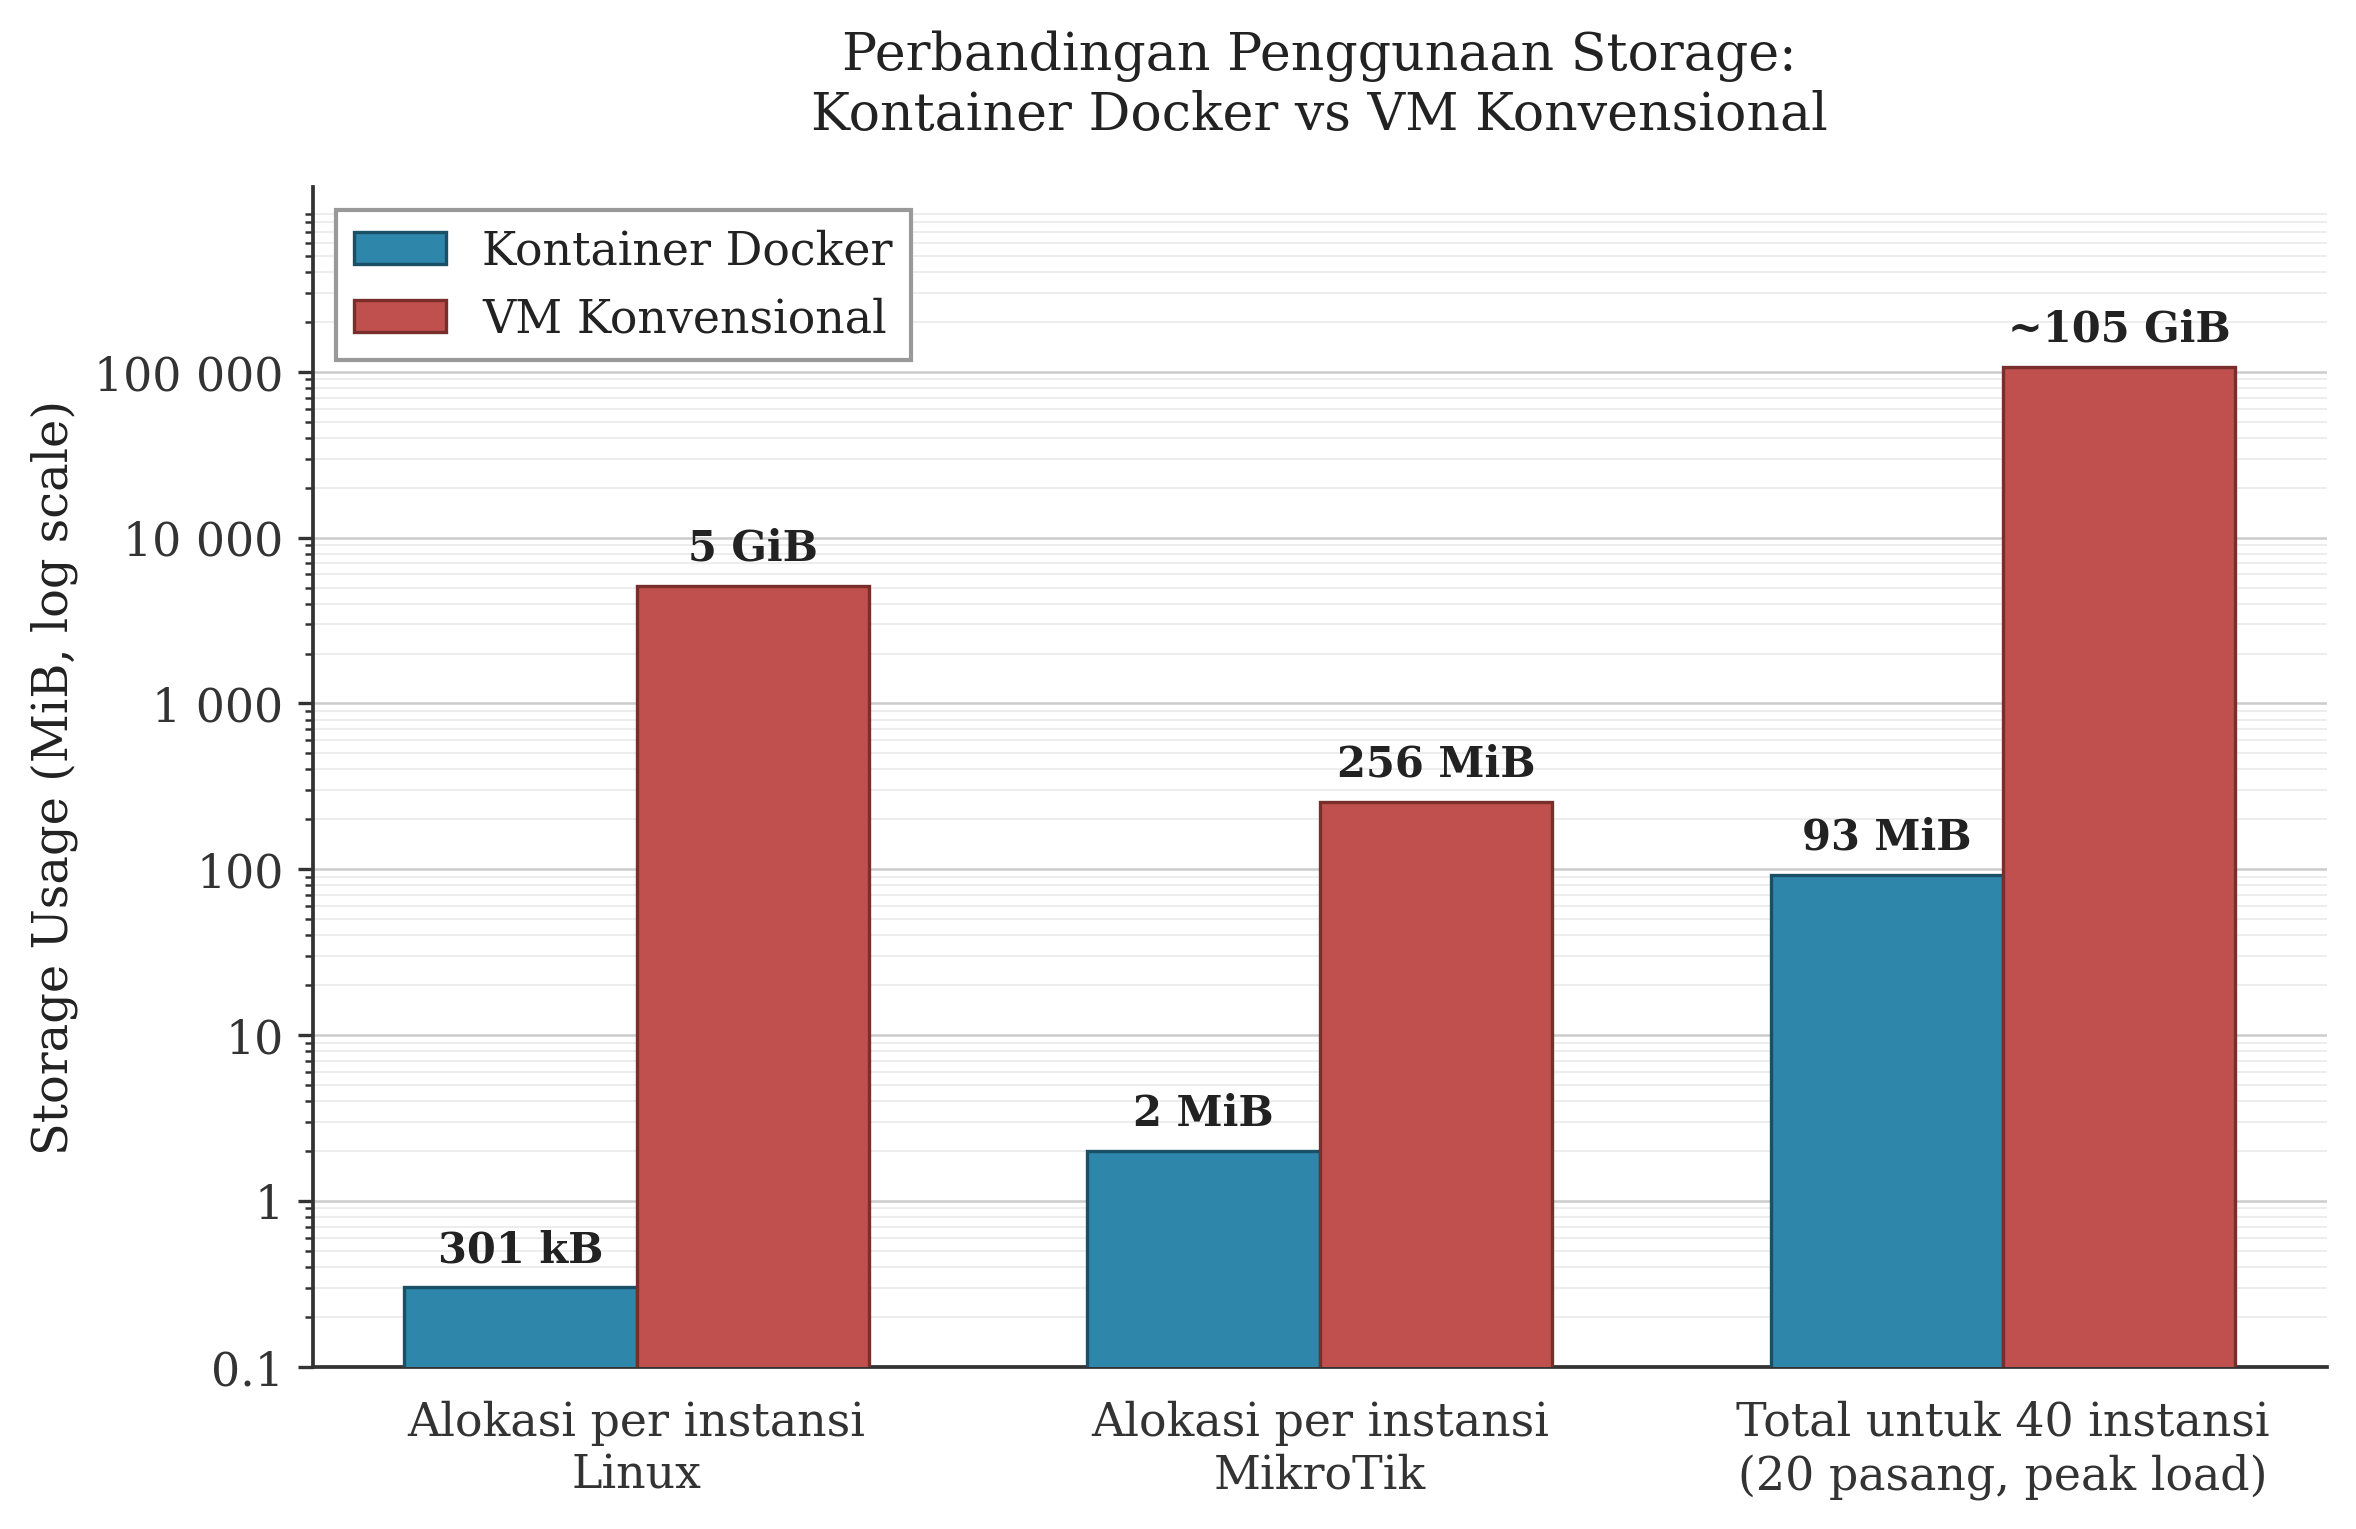 Perbandingan Penggunaan Storage:
Kontainer Docker vs VM Konvensional
Kontainer Docker
VM Konvensional
Storage Usage (MiB, log scale)
100 000
10 000
1 000
100
10
1
0.1
301 kB
5 GiB
2 MiB
256 MiB
93 MiB
~105 GiB
Alokasi per instansi
Linux
Alokasi per instansi
MikroTik
Total untuk 40 instansi
(20 pasang, peak load)